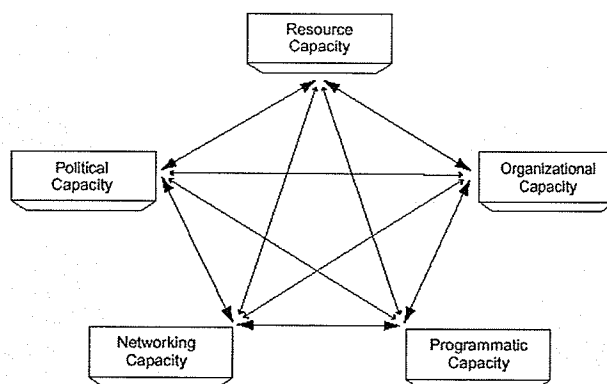 Resource
Capacity
Political
Capacity
Organizational
Capacity
Networking
Capacity
Programmatic
Capacity